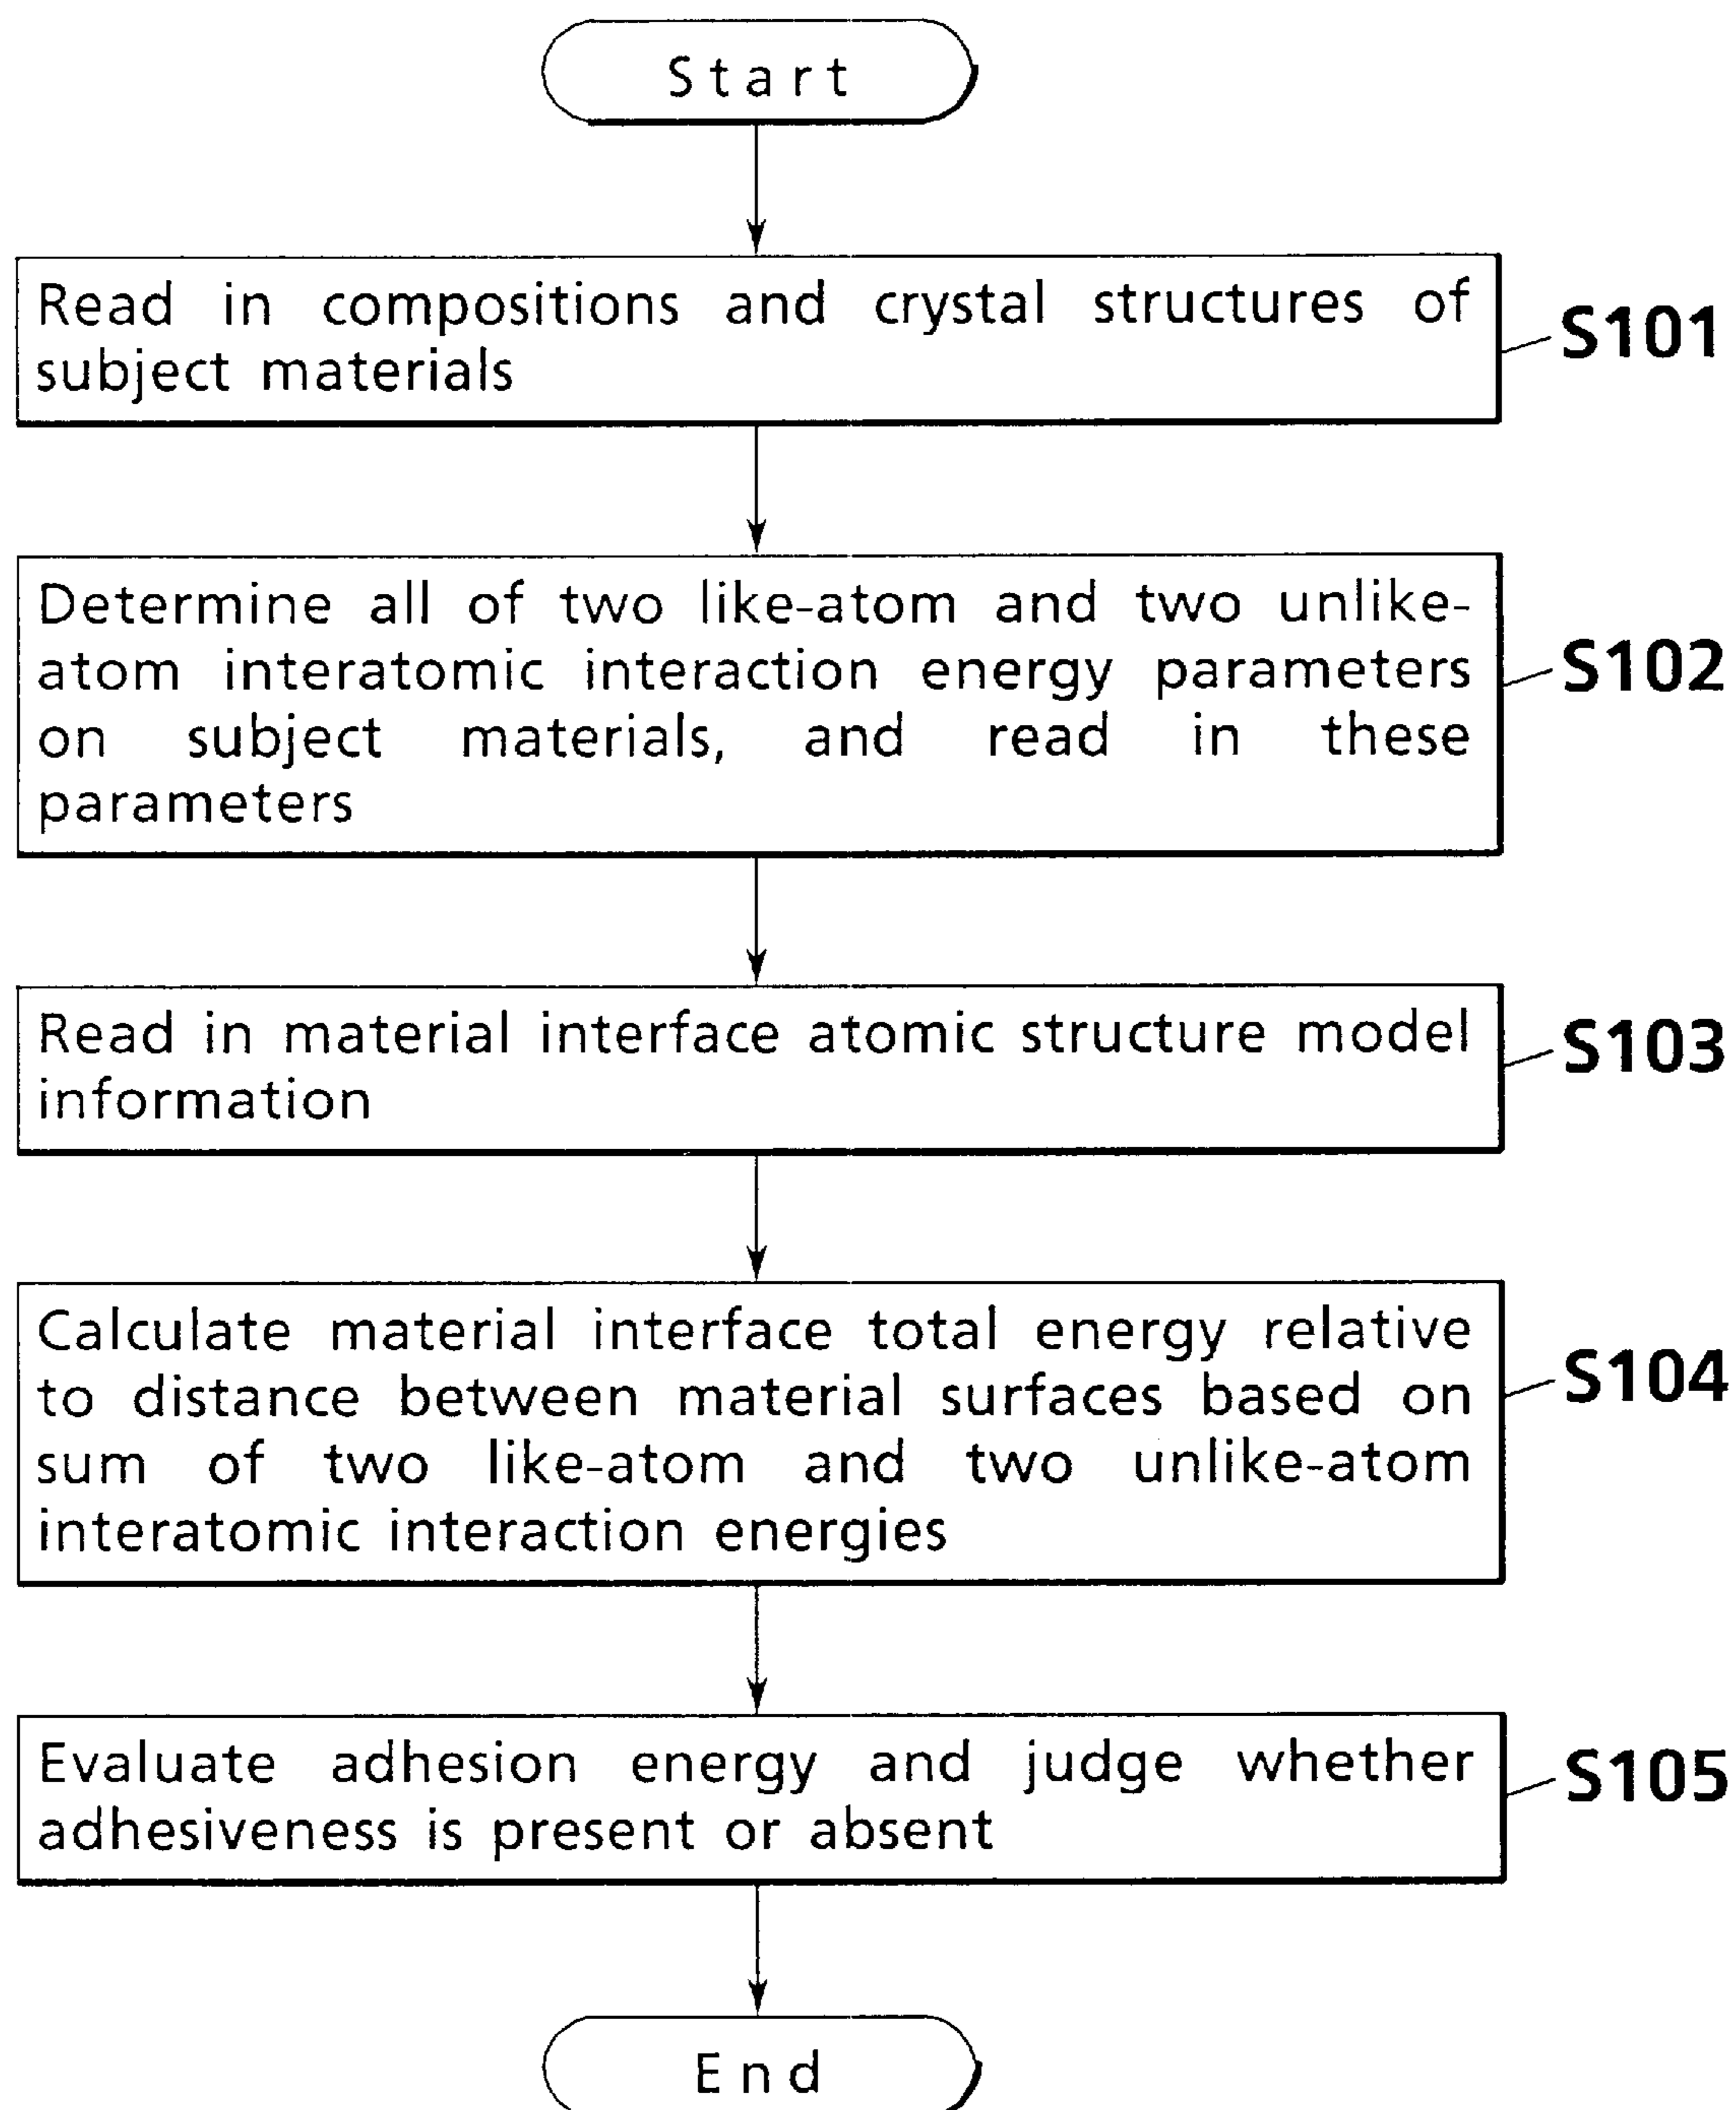 Start
Read in compositions and crystal structures of
subject materials
S101
Determine all of two like-atom and two unlike-
atom interatomic interaction energy parameters
on subject materials, and read in these
parameters
S102
Read in material interface atomic structure model
information
S103
Calculate material interface total energy relative
to distance between material surfaces based on
sum of two like-atom and two unlike-atom
interatomic interaction energies
S104
Evaluate adhesion energy and judge whether
adhesiveness is present or absent
S105
End